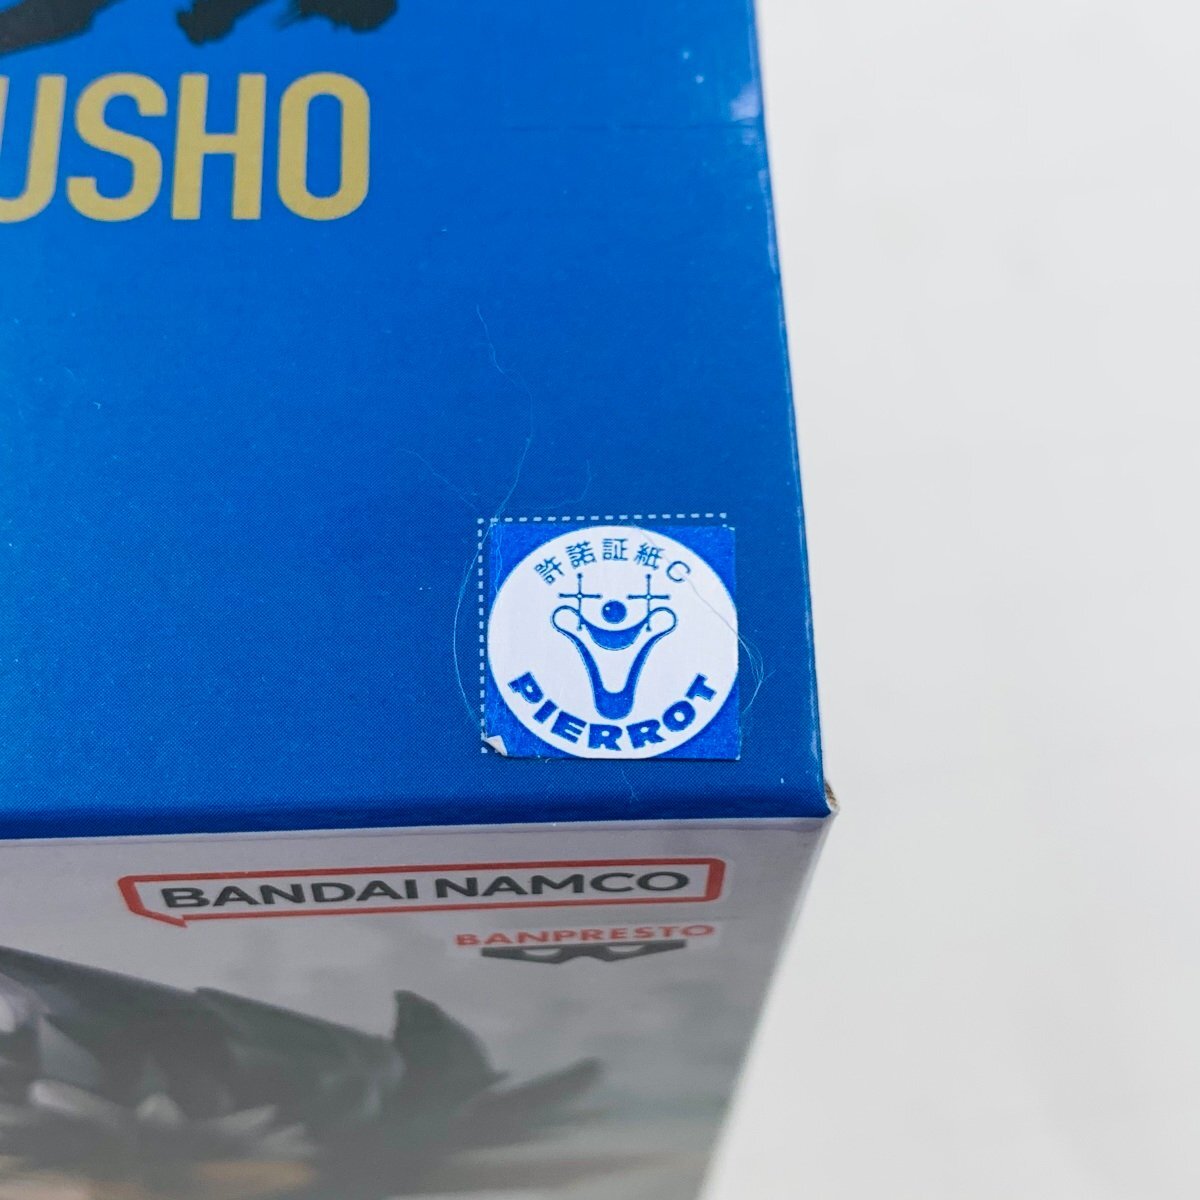 USHO
許諾証紙C
PIERROT
BANDAI NAMCO
BANPRESTO